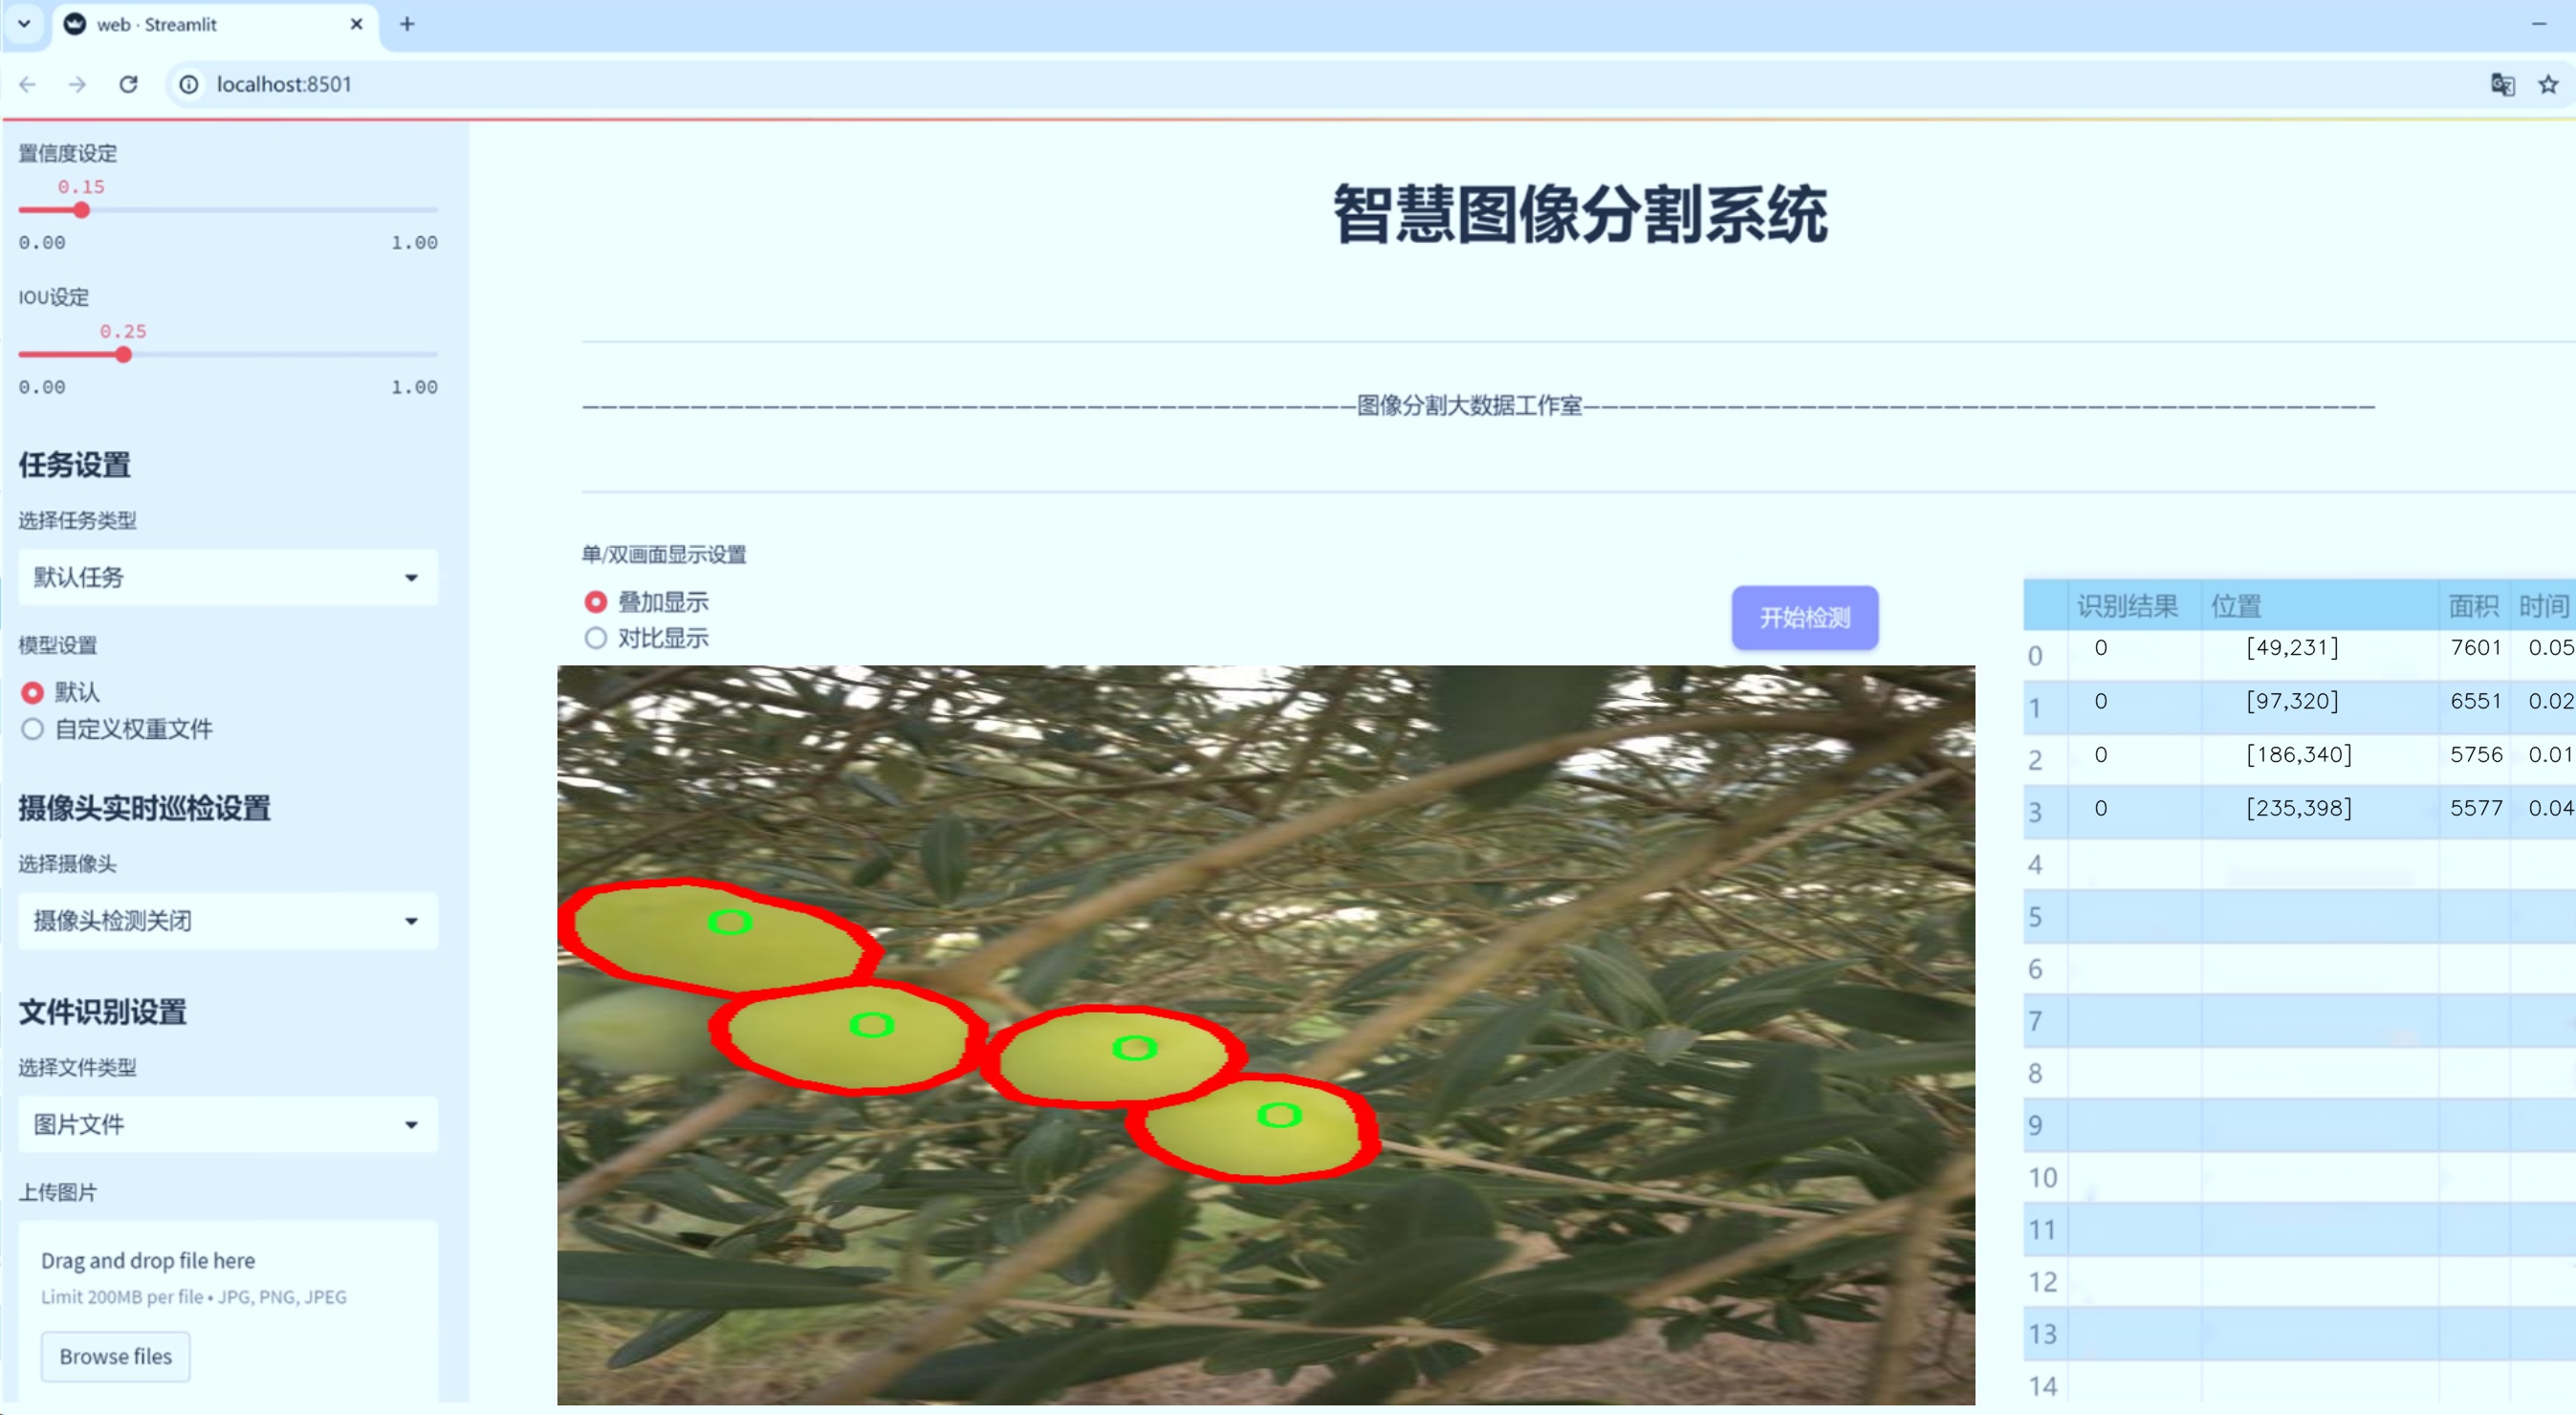 web · Streamlit
localhost:8501
置信度设定
0.15
0.00 1.00
IOU设定
0.25
0.00 1.00
任务设置
选择任务类型
默认任务
模型设置
默认
自定义权重文件
摄像头实时巡检设置
选择摄像头
摄像头检测关闭
文件识别设置
选择文件类型
图片文件
上传图片
Drag and drop file here
Limit 200MB per file • JPG, PNG, JPEG
Browse files
智慧图像分割系统
———————————————————————————————————————————图像分割大数据工作室————————————————————————————————————————————
单/双画面显示设置
叠加显示
对比显示
开始检测
0
0
0
0
识别结果 位置 面积 时间
0 0 [49,231] 7601 0.05
1 0 [97,320] 6551 0.02
2 0 [186,340] 5756 0.01
3 0 [235,398] 5577 0.04
4
5
6
7
8
9
10
11
12
13
14